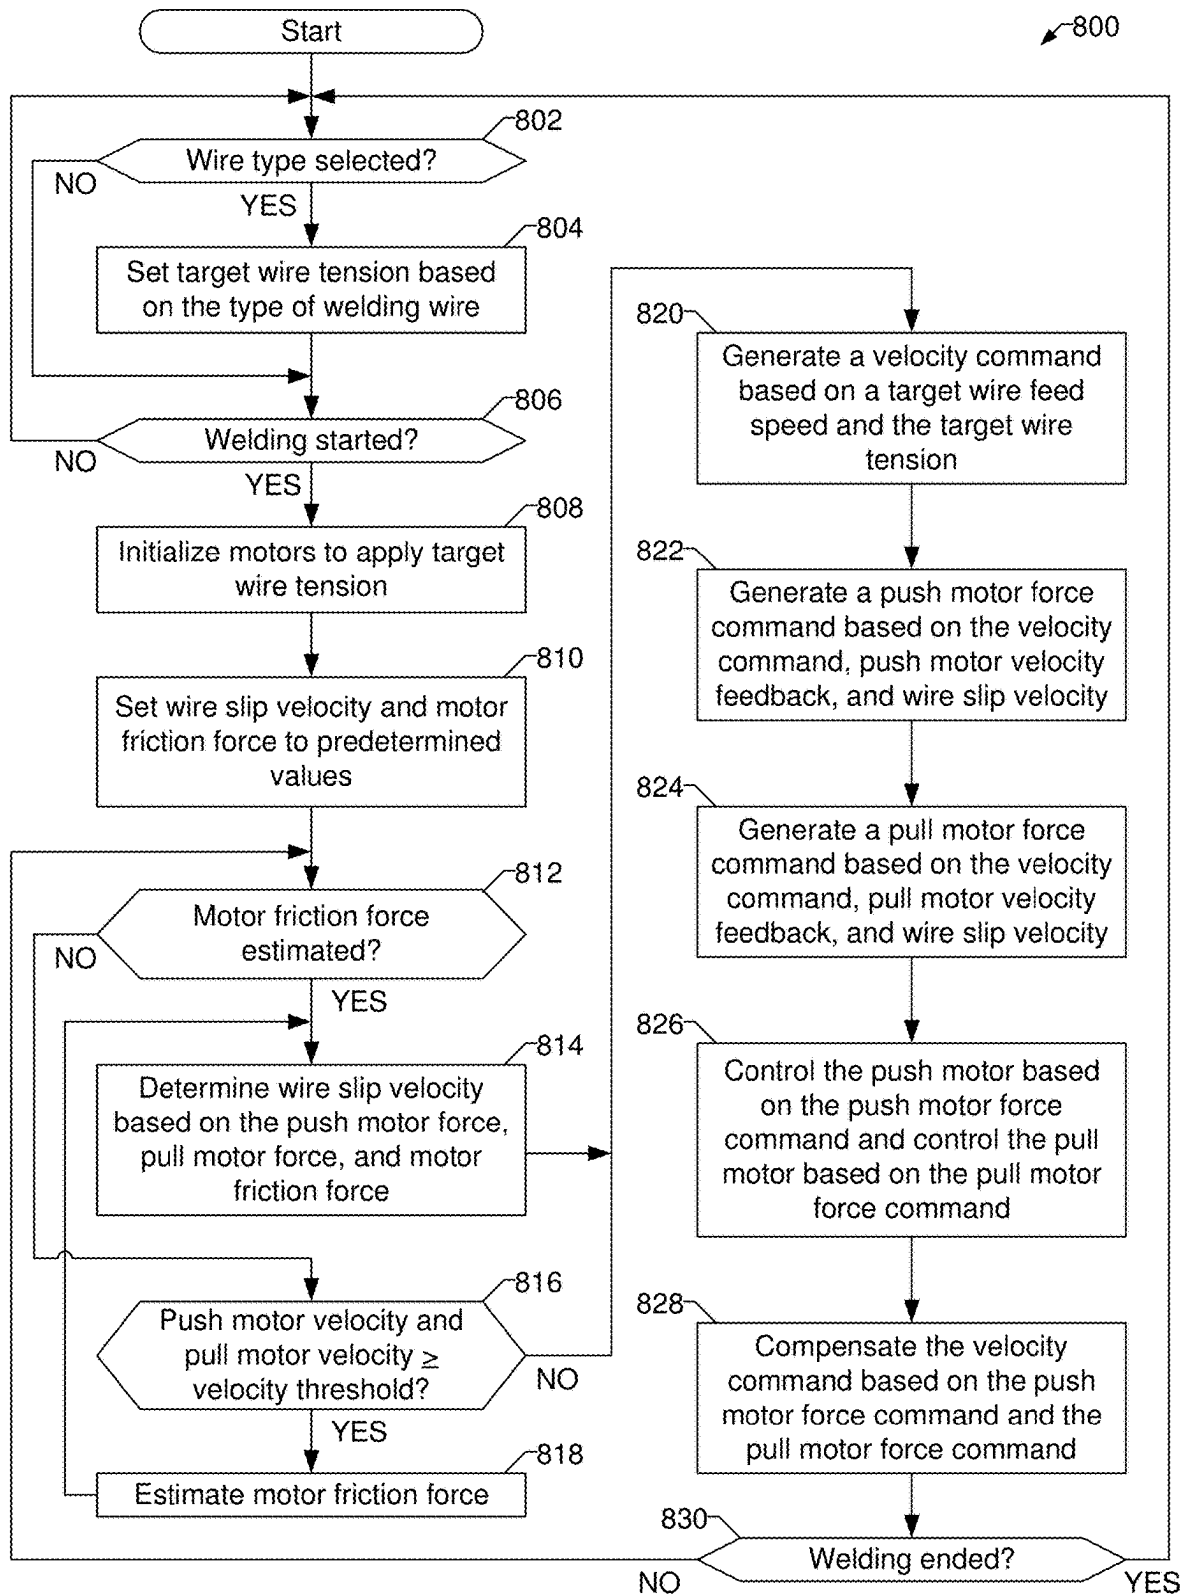 Start
800
802
Wire type selected?
NO
YES
804
Set target wire tension based
on the type of welding wire
806
Welding started?
NO
YES
808
Initialize motors to apply target
wire tension
810
Set wire slip velocity and motor
friction force to predetermined
values
812
Motor friction force
estimated?
NO
YES
814
Determine wire slip velocity
based on the push motor force,
pull motor force, and motor
friction force
816
Push motor velocity and
pull motor velocity ≥
velocity threshold?
NO
YES
818
Estimate motor friction force
820
Generate a velocity command
based on a target wire feed
speed and the target wire
tension
822
Generate a push motor force
command based on the velocity
command, push motor velocity
feedback, and wire slip velocity
824
Generate a pull motor force
command based on the velocity
command, pull motor velocity
feedback, and wire slip velocity
826
Control the push motor based
on the push motor force
command and control the pull
motor based on the pull motor
force command
828
Compensate the velocity
command based on the push
motor force command and the
pull motor force command
830
Welding ended?
NO
YES